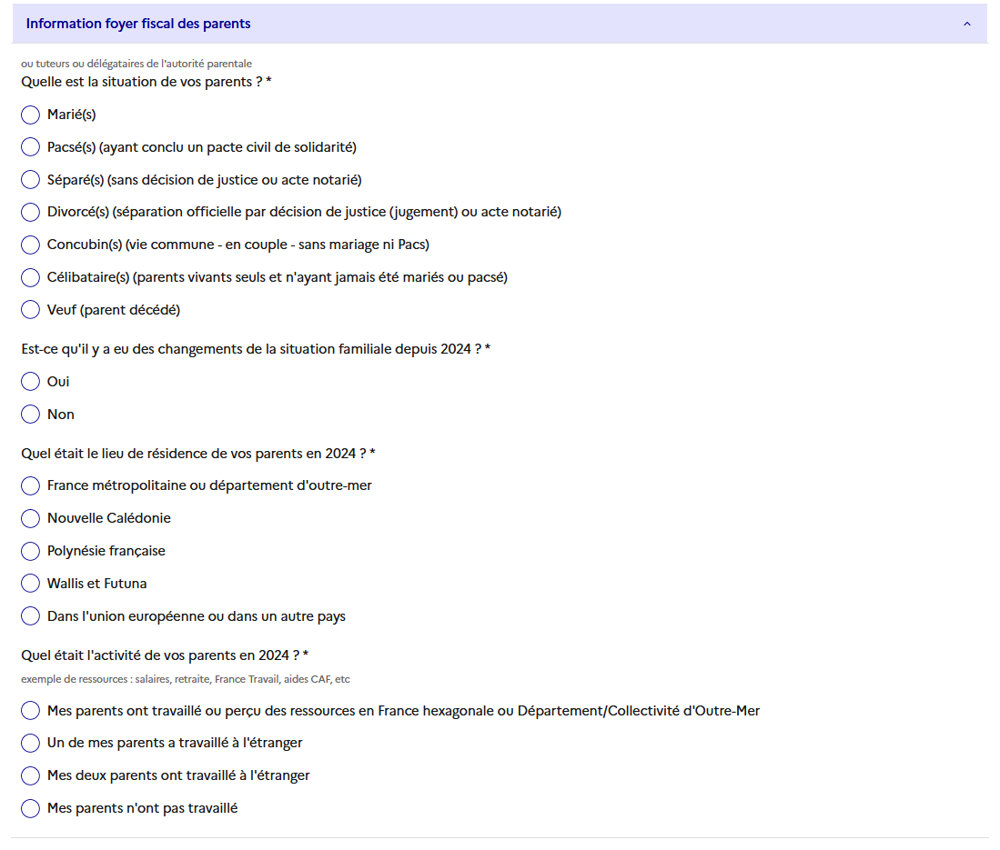 Information foyer fiscal des parents
ou tuteurs ou délégataires de l'autorité parentale
Quelle est la situation de vos parents ? *
Marié(s)
Pacsé(s) (ayant conclu un pacte civil de solidarité)
Séparé(s) (sans décision de justice ou acte notarié)
Divorcé(s) (séparation officielle par décision de justice (jugement) ou acte notarié)
Concubin(s) (vie commune - en couple - sans mariage ni Pacs)
Célibataire(s) (parents vivants seuls et n'ayant jamais été mariés ou pacsé)
Veuf (parent décédé)
Est-ce qu'il y a eu des changements de la situation familiale depuis 2024 ? *
Oui
Non
Quel était le lieu de résidence de vos parents en 2024 ? *
France métropolitaine ou département d'outre-mer
Nouvelle Calédonie
Polynésie française
Wallis et Futuna
Dans l'union européenne ou dans un autre pays
Quel était l'activité de vos parents en 2024 ? *
exemple de ressources : salaires, retraite, France Travail, aides CAF, etc
Mes parents ont travaillé ou perçu des ressources en France hexagonale ou Département/Collectivité d'Outre-Mer
Un de mes parents a travaillé à l'étranger
Mes deux parents ont travaillé à l'étranger
Mes parents n'ont pas travaillé